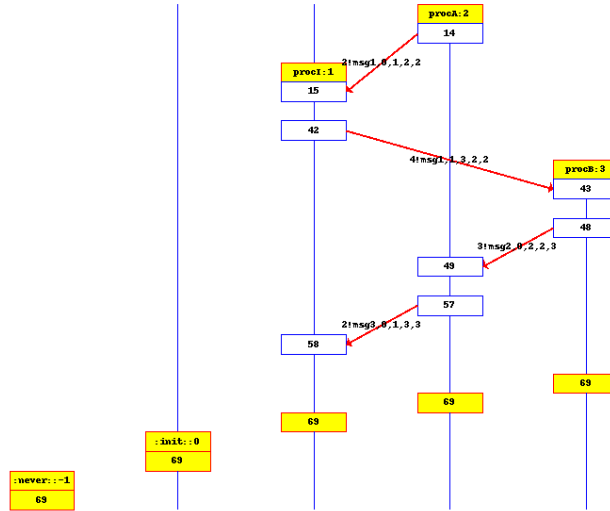 procA:2
14
2!msg1,0,1,2,2
procI:1
15
42
4!msg1,1,3,2,2
procB:3
43
48
3!msg2,0,2,2,3
49
57
2!msg3,0,1,3,3
58
69
69
69
:init::0
69
:never::-1
69